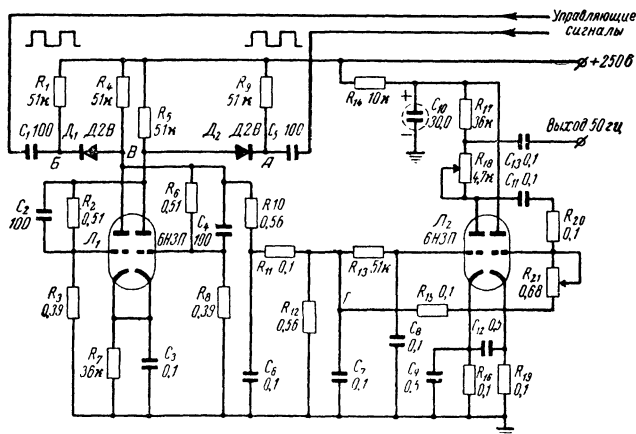 Управляющие
сигналы
+250в
R1
51к
R4
51к
R5
51к
R9
51к
R14 10к
C10
30,0
R17
36к
Выход 50гц
C1 100
Д1
Д2В
Д2
Д2В
C5
100
Б
В
А
R18
4,7к
C13 0,1
C11 0,1
C2
100
R2
0,51
R6
0,51
C4
100
R10
0,56
R20
0,1
Л1
6Н3П
Л2
6Н3П
R11 0,1
R13 51к
R21
0,68
R3
0,39
R8
0,39
R12
0,56
Г
R15 0,1
R7
36к
C3
0,1
C6
0,1
C7
0,1
C8
0,1
C12 0,5
C9
0,5
R16
0,1
R19
0,1